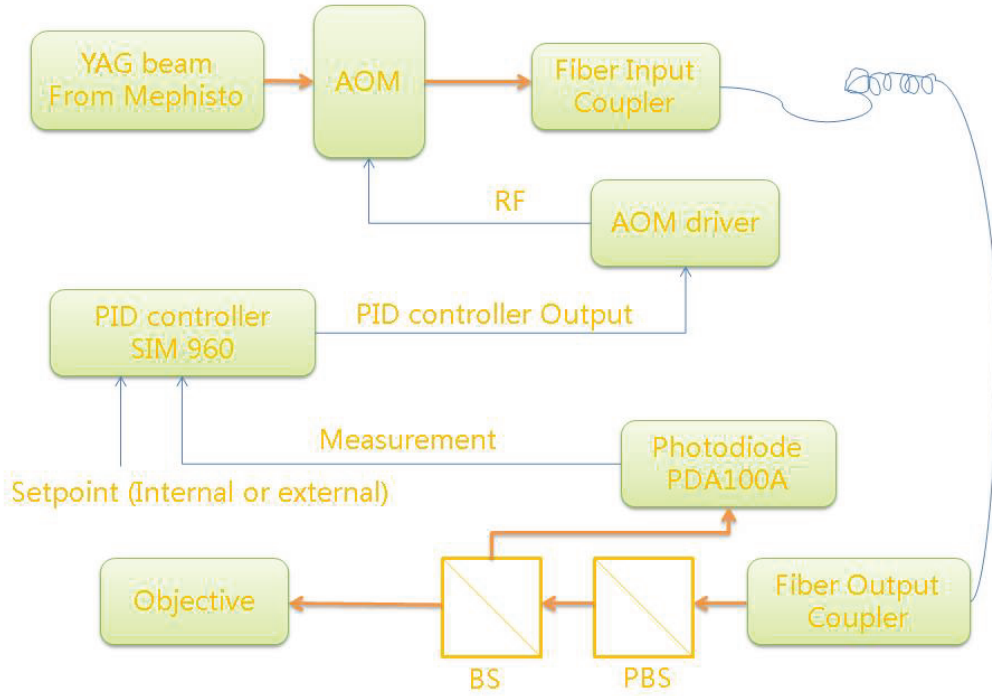 YAG beam
From Mephisto
AOM
Fiber Input
Coupler
RF
AOM driver
PID controller
SIM 960
PID controller Output
Measurement
Photodiode
PDA100A
Setpoint (Internal or external)
Objective
BS
PBS
Fiber Output
Coupler